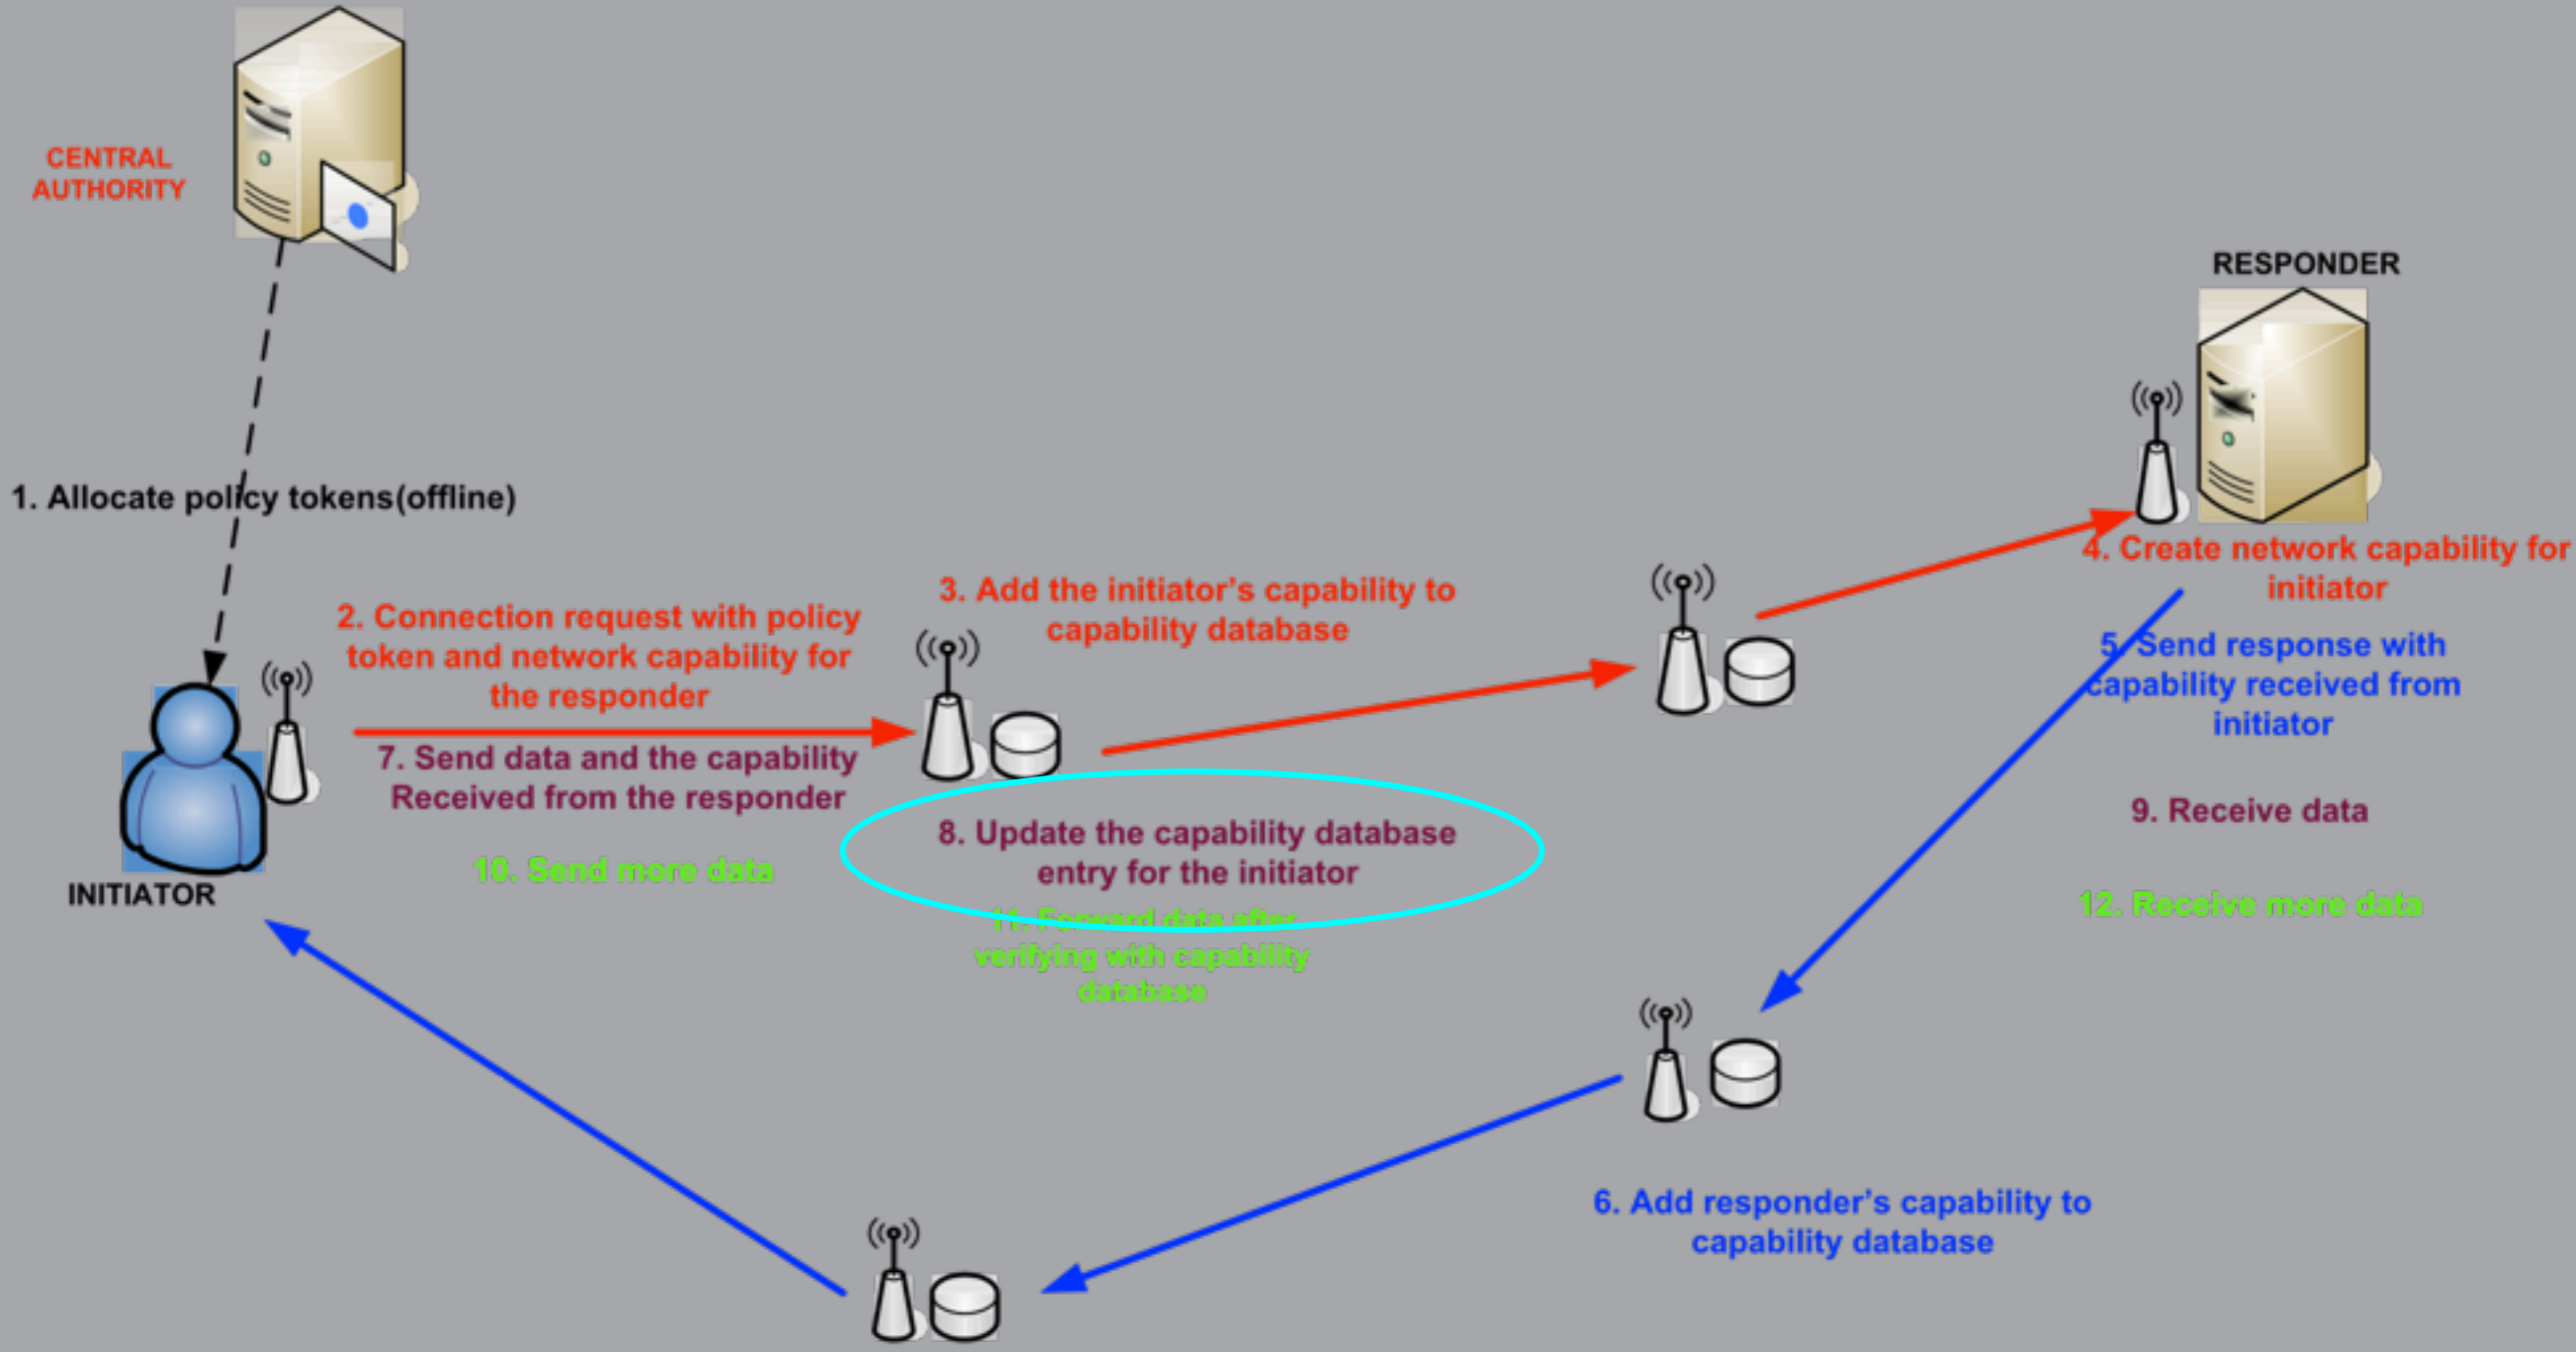 CENTRAL
AUTHORITY
RESPONDER
1. Allocate policy tokens(offline)
2. Connection request with policy
token and network capability for
the responder
3. Add the initiator's capability to
capability database
4. Create network capability for
initiator
5. Send response with
capability received from
initiator
7. Send data and the capability
Received from the responder
8. Update the capability database
entry for the initiator
9. Receive data
10. Send more data
INITIATOR
11. Forward data after
verifying with capability
database
12. Receive more data
6. Add responder's capability to
capability database